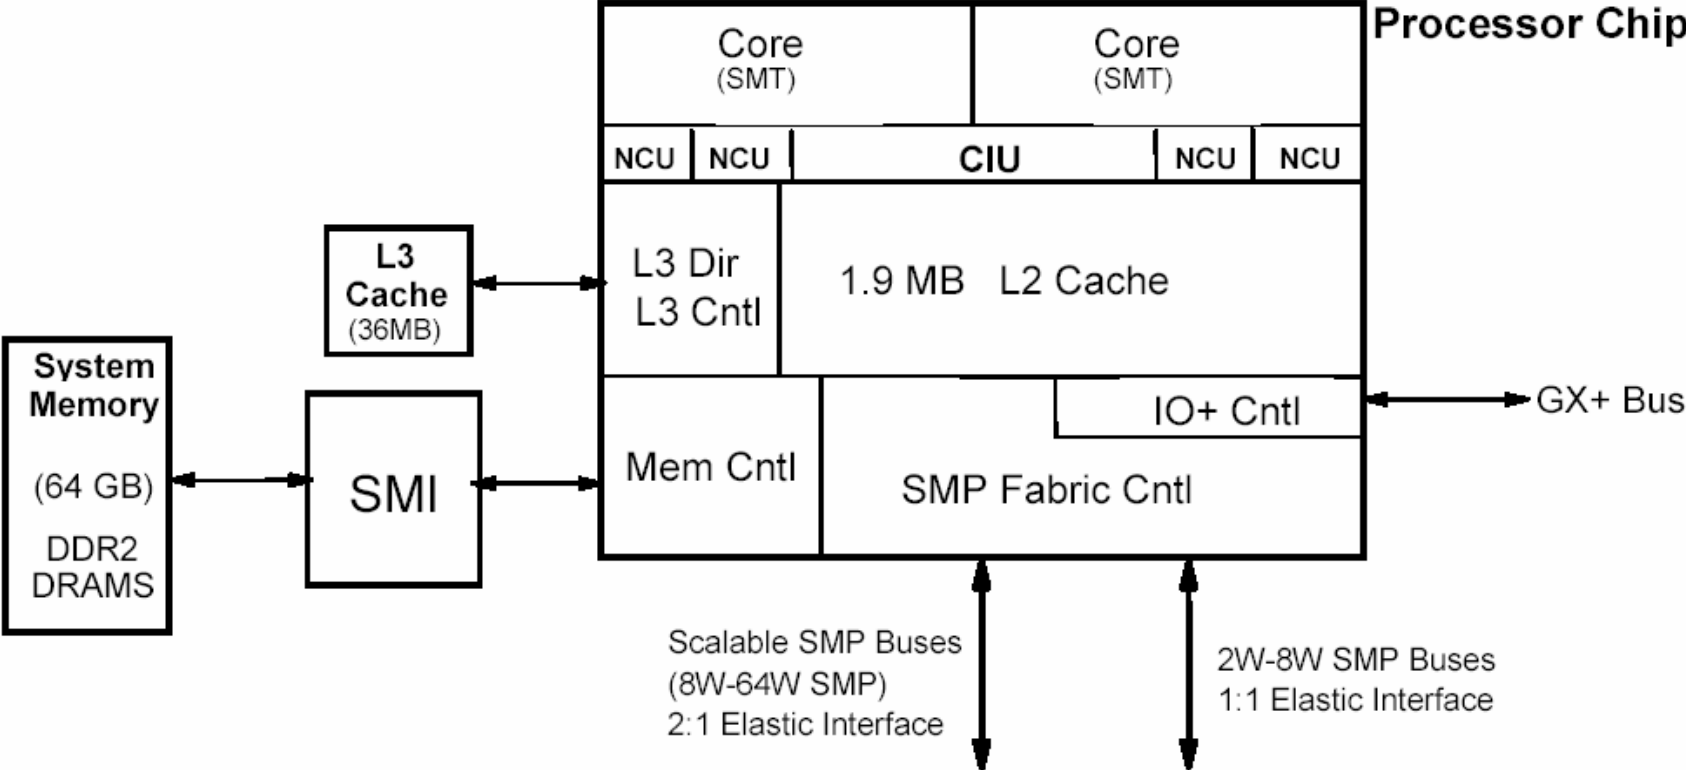 Processor Chip
Core
(SMT)
Core
(SMT)
NCU
NCU
CIU
NCU
NCU
L3
Cache
(36MB)
L3 Dir
L3 Cntl
1.9 MB L2 Cache
System
Memory
(64 GB)
DDR2
DRAMS
SMI
Mem Cntl
IO+ Cntl
GX+ Bus
SMP Fabric Cntl
Scalable SMP Buses
(8W-64W SMP)
2:1 Elastic Interface
2W-8W SMP Buses
1:1 Elastic Interface